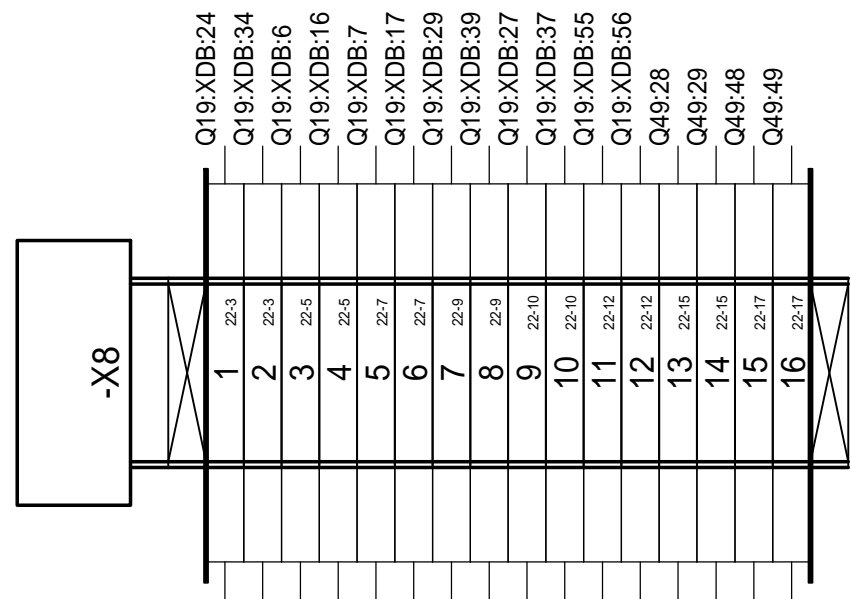 -X8
Q19:XDB:24
Q19:XDB:34
Q19:XDB:6
Q19:XDB:16
Q19:XDB:7
Q19:XDB:17
Q19:XDB:29
Q19:XDB:39
Q19:XDB:27
Q19:XDB:37
Q19:XDB:55
Q19:XDB:56
Q49:28
Q49:29
Q49:48
Q49:49
1 22-3
2 22-3
3 22-5
4 22-5
5 22-7
6 22-7
7 22-9
8 22-9
9 22-10
10 22-10
11 22-12
12 22-12
13 22-15
14 22-15
15 22-17
16 22-17